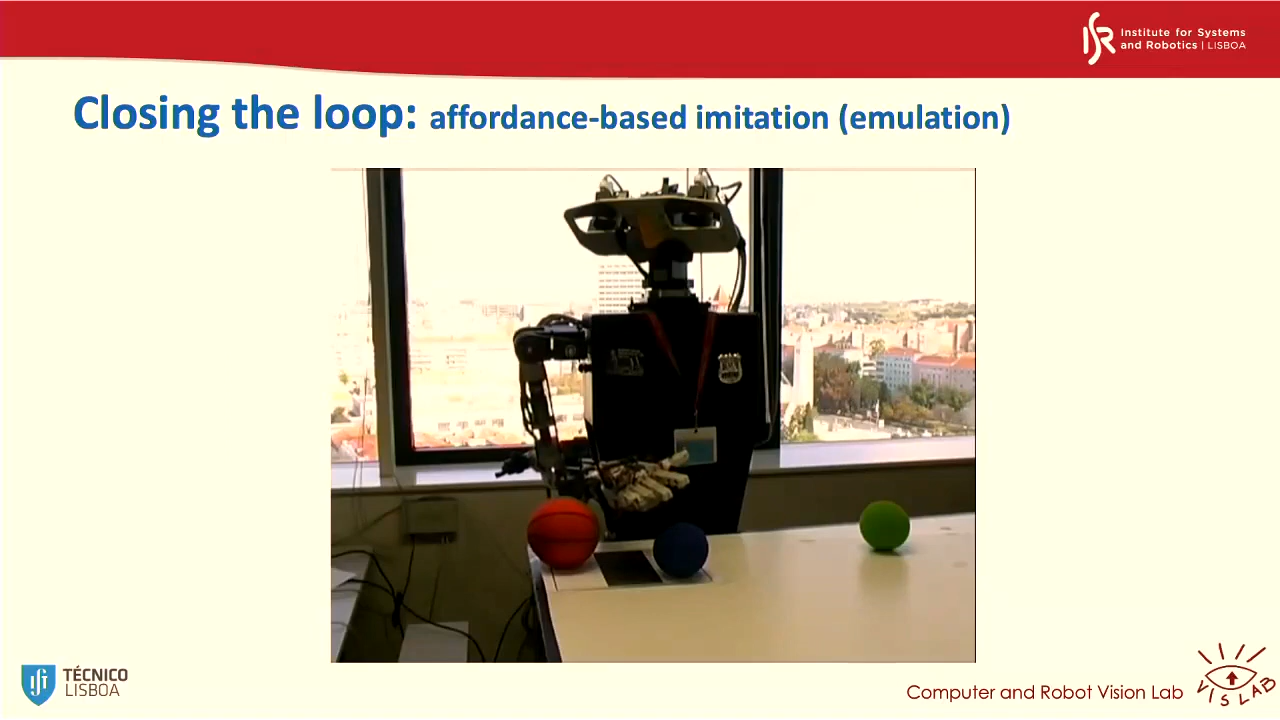 Institute for Systems
and Robotics | LISBOA
Closing the loop: affordance-based imitation (emulation)
TÉCNICO
LISBOA
Computer and Robot Vision Lab
VISLAB